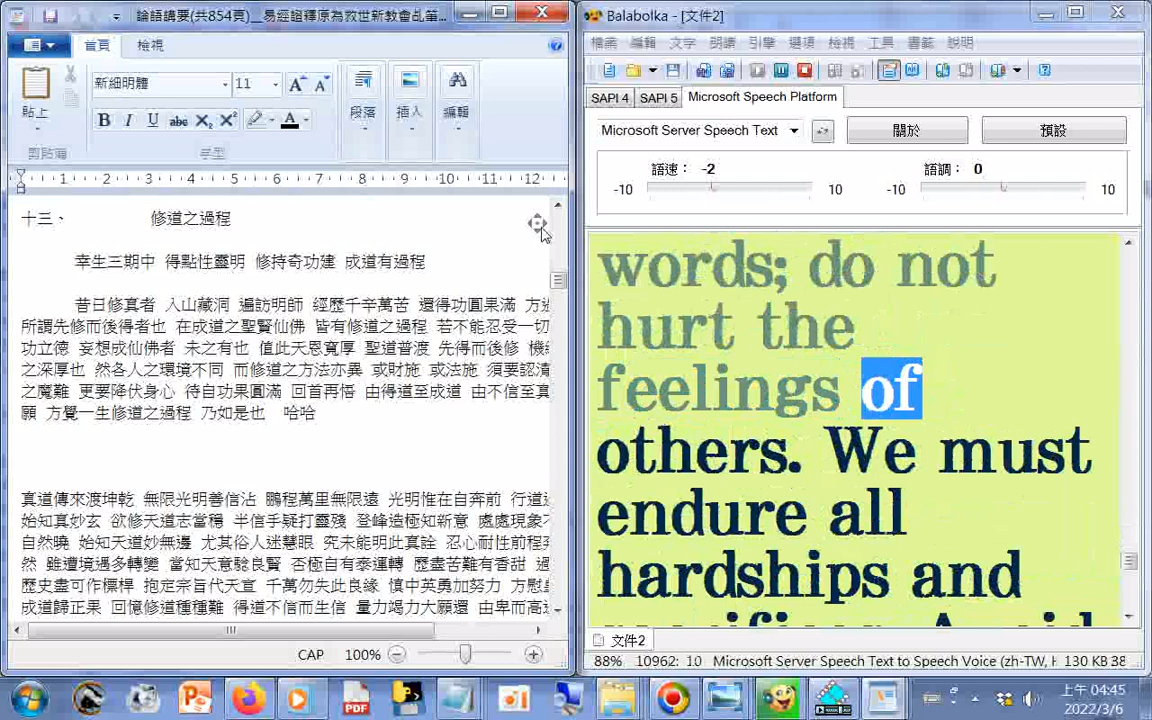 論語講要(共854頁)__易經證釋原為救世新教會乩筆...
首頁 檢視
貼上
剪貼簿
新細明體 11
字型
段落
插入
編輯
1 2 3 4 5 6 7 8 9 10 11 12
十三、 修道之過程
幸生三期中 得點性靈明 修持奇功建 成道有過程
昔日修真者 入山藏洞 遍訪明師 經歷千辛萬苦 還得功圓果滿 方
所謂先修而後得者也 在成道之聖賢仙佛 皆有修道之過程 若不能忍受一切
功立德 妄想成仙佛者 未之有也 值此天恩寬厚 聖道普渡 先得而後修 機
之深厚也 然各人之環境不同 而修道之方法亦異 或財施 或法施 須要認清
之魔難 更要降伏身心 待自功果圓滿 回首再悟 由得道至成道 由不信至真
願 方覺一生修道之過程 乃如是也 哈哈
真道傳來渡坤乾 無限光明善信沾 鵬程萬里無限遠 光明惟在自奔前 行道
始知真妙玄 欲修天道志當穩 半信手疑打靈殘 登峰造極知新意 處處現象
自然曉 始知天道妙無邊 尤其俗人迷慧眼 究未能明此真詮 忍心耐性前程
然 雖遭境遇多轉變 當知天意驗良賢 否極自有泰運轉 歷盡苦難有香甜 過
歷史盡可作標桿 抱定宗旨代天宣 千萬勿失此良緣 慎中英勇加努力 方慰
成道歸正果 回憶修道種種難 得道不信而生信 量力竭力大願還 由卑而高
CAP 100%
Balabolka - [文件2]
檔案 編輯 文字 朗讀 引擎 選項 檢視 工具 書籤 說明
SAPI 4 SAPI 5 Microsoft Speech Platform
Microsoft Server Speech Text 關於 預設
語速： -2 語調： 0
-10 10 -10 10
words; do not
hurt the
feelings of
others. We must
endure all
hardships and
文件2
88% 10962: 10 Microsoft Server Speech Text to Speech Voice (zh-TW, 130 KB 38
上午 04:45
2022/3/6